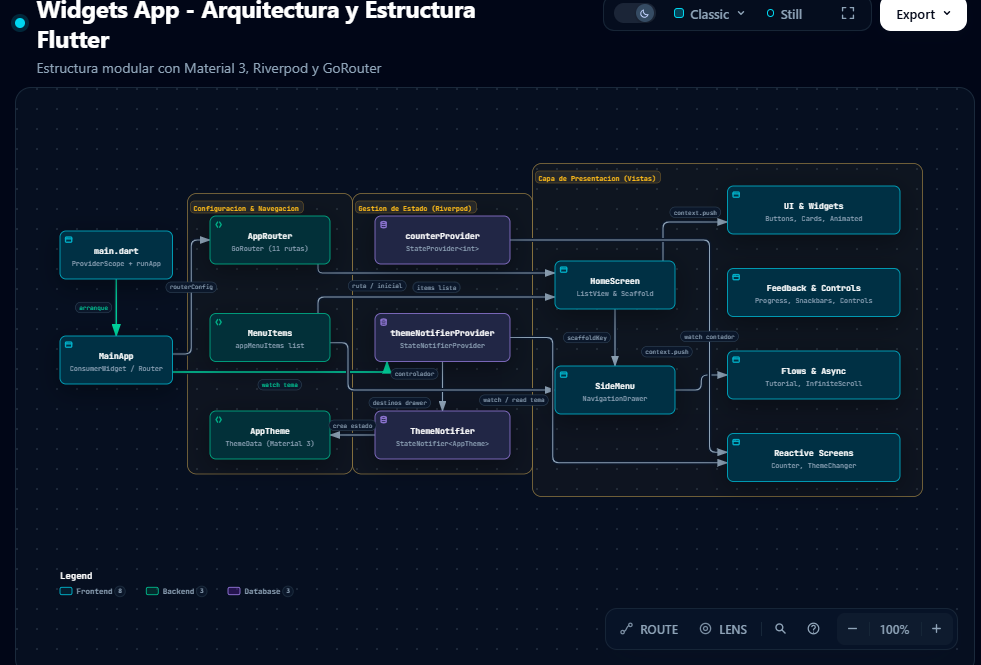 Widgets App - Arquitectura y Estructura
Flutter
Estructura modular con Material 3, Riverpod y GoRouter
Classic
Still
Export
Configuracion & Navegacion
Gestion de Estado (Riverpod)
Capa de Presentacion (Vistas)
main.dart
ProviderScope + runApp
arranque
MainApp
ConsumerWidget / Router
routerConfig
AppRouter
GoRouter (11 rutas)
MenuItems
appMenuItems list
watch tema
AppTheme
ThemeData (Material 3)
counterProvider
StateProvider<int>
ruta / inicial
items lista
themeNotifierProvider
StateNotifierProvider
controlador
destinos drawer
crea estado
ThemeNotifier
StateNotifier<AppTheme>
watch / read tema
HomeScreen
ListView & Scaffold
scaffoldKey
SideMenu
NavigationDrawer
context.push
UI & Widgets
Buttons, Cards, Animated
Feedback & Controls
Progress, Snackbars, Controls
watch contador
context.push
Flows & Async
Tutorial, InfiniteScroll
Reactive Screens
Counter, ThemeChanger
Legend
Frontend 8
Backend 3
Database 3
ROUTE
LENS
100%